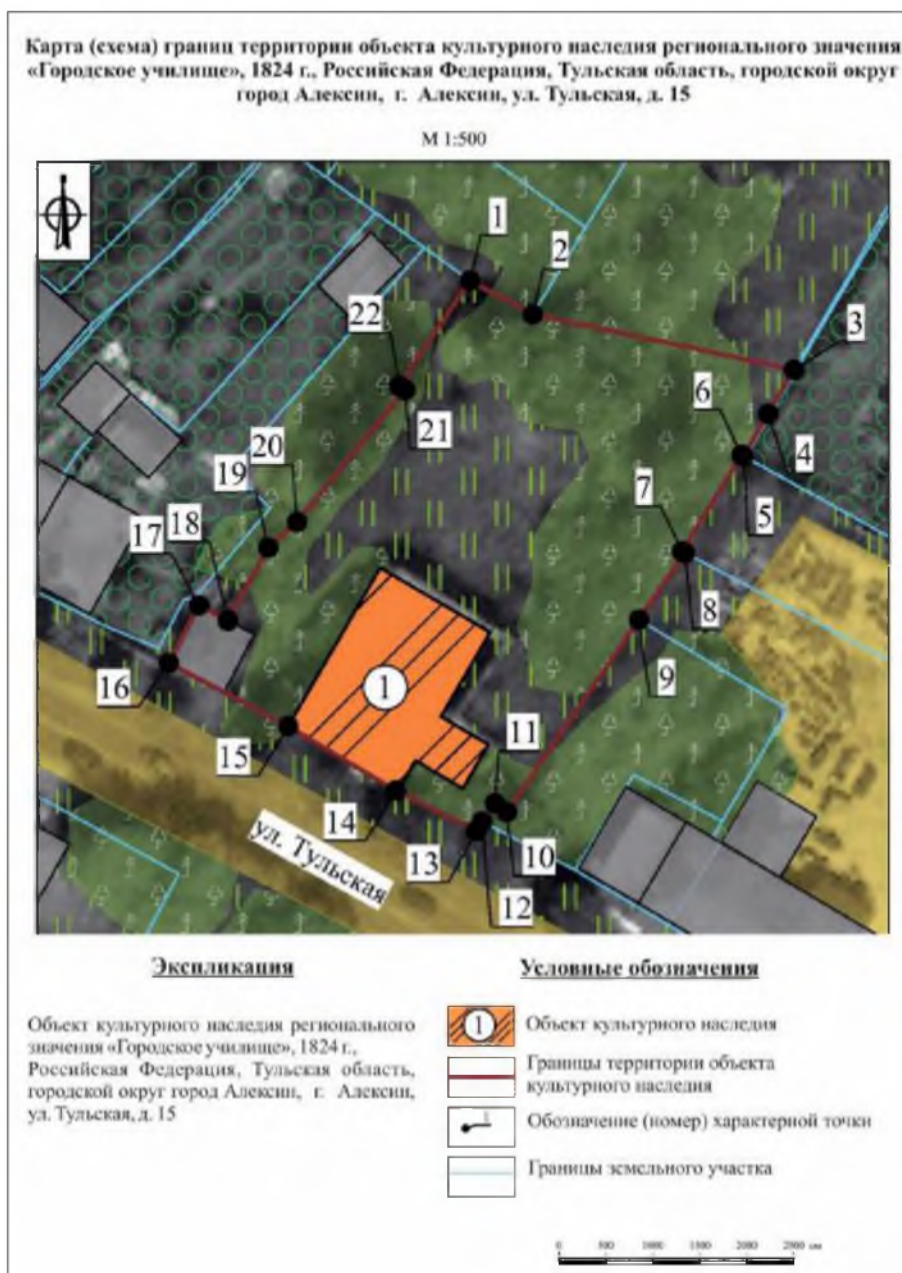 Карта (схема) границ территории объекта культурного наследия регионального значения
«Городское училище», 1824 г., Российская Федерация, Тульская область, городской округ
город Алексин, г. Алексин, ул. Тульская, д. 15
М 1:500
1
2
3
22
6
4
21
20
5
19
7
18
17
8
1
9
16
11
15
14
10
13
12
ул. Тульская
Экспликация
Объект культурного наследия регионального
значения «Городское училище», 1824 г.,
Российская Федерация, Тульская область,
городской округ город Алексин, г. Алексин,
ул. Тульская, д. 15
Условные обозначения
1
Объект культурного наследия
Границы территории объекта
культурного наследия
1
Обозначение (номер) характерной точки
Границы земельного участка
0 500 1000 1500 2000 см